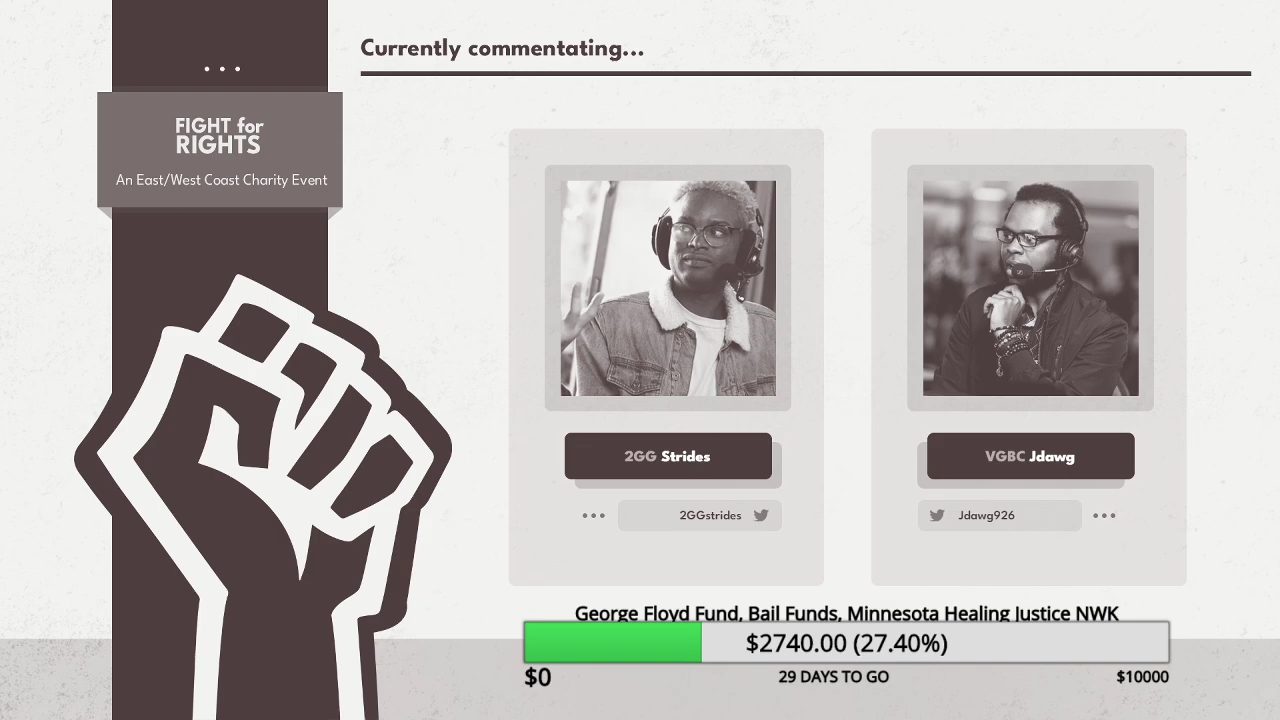 Currently commentating...
FIGHT for
RIGHTS
An East/West Coast Charity Event
2GG Strides
VGBC Jdawg
2GGstrides
Jdawg926
George Floyd Fund, Bail Funds, Minnesota Healing Justice NWK
$2740.00 (27.40%)
$0
29 DAYS TO GO
$10000